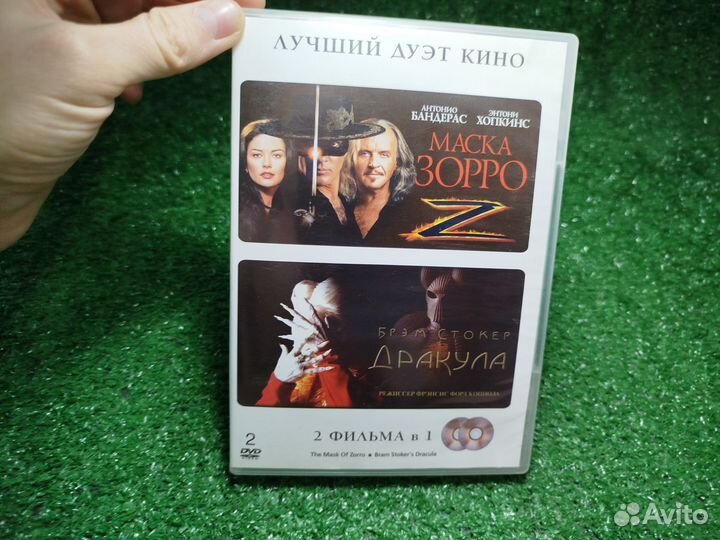 ЛУЧШИЙ ДУЭТ КИНО
АНТОНИО БАНДЕРАС
ЭНТОНИ ХОПКИНС
МАСКА
ЗОРРО
Z
БРЭМ СТОКЕР
ДРАКУЛА
РЕЖИССЕР ФРЭНСИС ФОРД КОППОЛА
2 ФИЛЬМА в 1
2
DVD
VIDEO
The Mask Of Zorro ■ Bram Stoker's Dracula
Avito